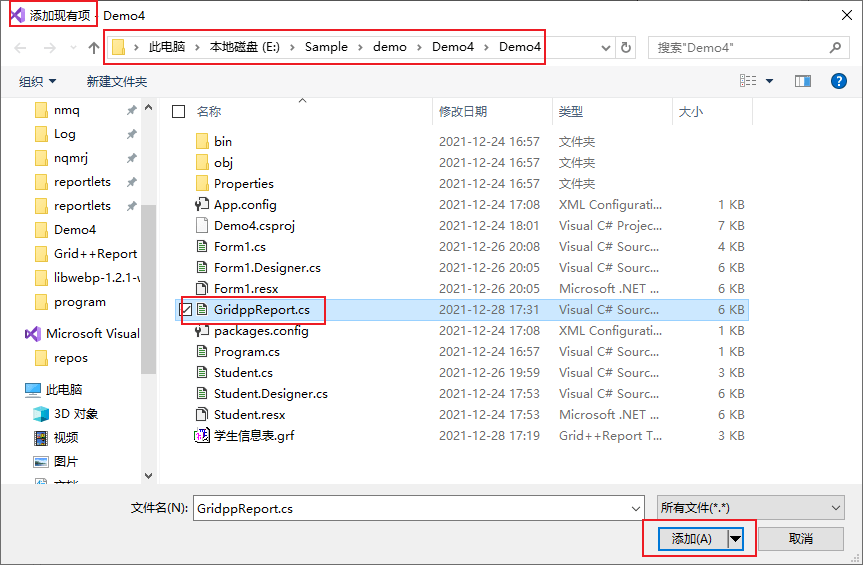 添加现有项 - Demo4
此电脑 › 本地磁盘 (E:) › Sample › demo › Demo4 › Demo4
搜索"Demo4"
组织 新建文件夹
nmq
Log
nqmrj
reportlets
reportlets
Demo4
Grid++Report
libwebp-1.2.1-w
program
Microsoft Visual
repos
此电脑
3D 对象
视频
图片
名称 修改日期 类型 大小
bin 2021-12-24 16:57 文件夹
obj 2021-12-24 16:57 文件夹
Properties 2021-12-24 16:57 文件夹
App.config 2021-12-24 17:08 XML Configurati... 1 KB
Demo4.csproj 2021-12-24 18:01 Visual C# Projec... 7 KB
Form1.cs 2021-12-26 20:08 Visual C# Sourc... 4 KB
Form1.Designer.cs 2021-12-26 20:05 Visual C# Sourc... 6 KB
Form1.resx 2021-12-26 20:05 Microsoft .NET ... 6 KB
GridppReport.cs 2021-12-28 17:31 Visual C# Sourc... 6 KB
packages.config 2021-12-24 17:08 XML Configurati... 1 KB
Program.cs 2021-12-24 16:57 Visual C# Sourc... 1 KB
Student.cs 2021-12-26 19:59 Visual C# Sourc... 3 KB
Student.Designer.cs 2021-12-24 17:53 Visual C# Sourc... 6 KB
Student.resx 2021-12-24 17:53 Microsoft .NET ... 6 KB
学生信息表.grf 2021-12-28 17:19 Grid++Report T... 3 KB
文件名(N): GridppReport.cs 所有文件(*.*)
添加(A) 取消